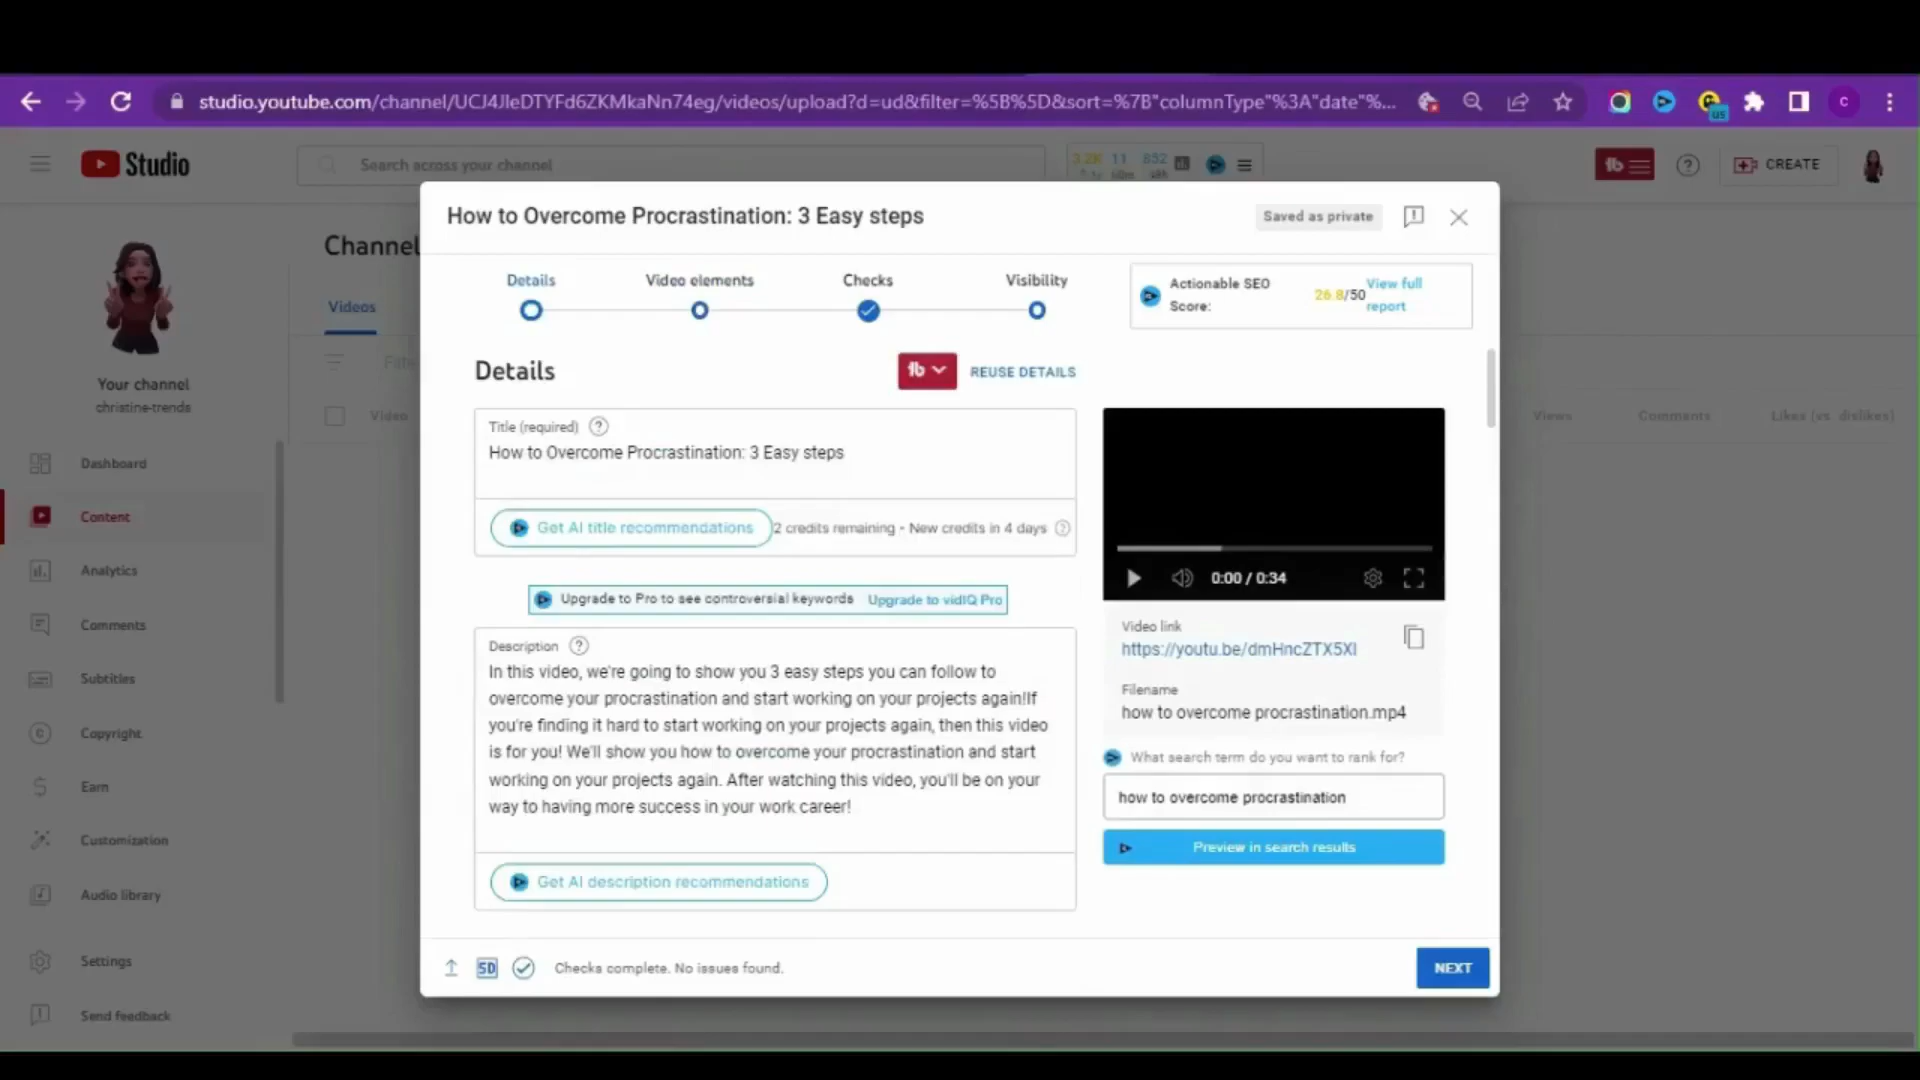 studio.youtube.com/channel/UCJ4JleDTYFd6ZKMkaNn74eg/videos/upload?d=ud&filter=%5B%5D&sort=%7B"columnType"%3A"date"%...
us
C
Studio
Search across your channel
3.2K 11 852
60m 48h
CREATE
How to Overcome Procrastination: 3 Easy steps
Saved as private
Channel
Details
Video elements
Checks
Visibility
Actionable SEO Score:
26.8/50
View full report
Videos
Details
REUSE DETAILS
Your channel
christine-trends
Filte
Video
Views
Comments
Likes (vs. dislikes)
Title (required)
How to Overcome Procrastination: 3 Easy steps
Get AI title recommendations
2 credits remaining - New credits in 4 days
Upgrade to Pro to see controversial keywords
Upgrade to vidIQ Pro
Description
In this video, we're going to show you 3 easy steps you can follow to
overcome your procrastination and start working on your projects again!If
you're finding it hard to start working on your projects again, then this video
is for you! We'll show you how to overcome your procrastination and start
working on your projects again. After watching this video, you'll be on your
way to having more success in your work career!
Get AI description recommendations
0:00 / 0:34
Video link
https://youtu.be/dmHncZTX5XI
Filename
how to overcome procrastination.mp4
What search term do you want to rank for?
how to overcome procrastination
Preview in search results
Dashboard
Content
Analytics
Comments
Subtitles
Copyright
Earn
Customization
Audio library
Settings
Send feedback
SD
Checks complete. No issues found.
NEXT